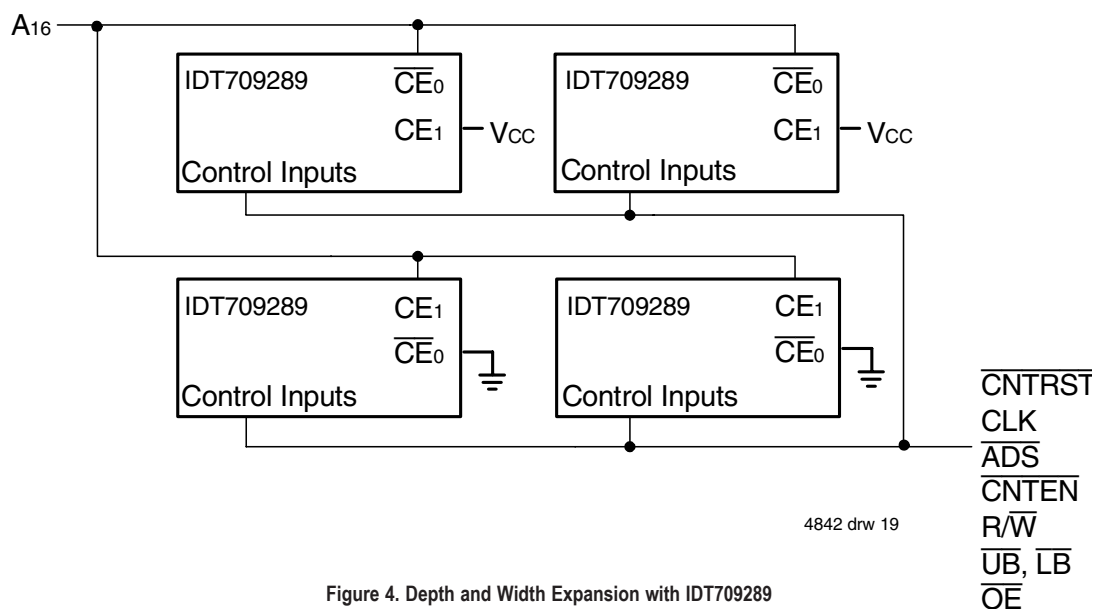 A16
IDT709289
CE0
CE1
VCC
Control Inputs
IDT709289
CE0
CE1
VCC
Control Inputs
IDT709289
CE1
CE0
Control Inputs
IDT709289
CE1
CE0
Control Inputs
CNTRST
CLK
ADS
CNTEN
R/W
UB, LB
OE
4842 drw 19
Figure 4. Depth and Width Expansion with IDT709289